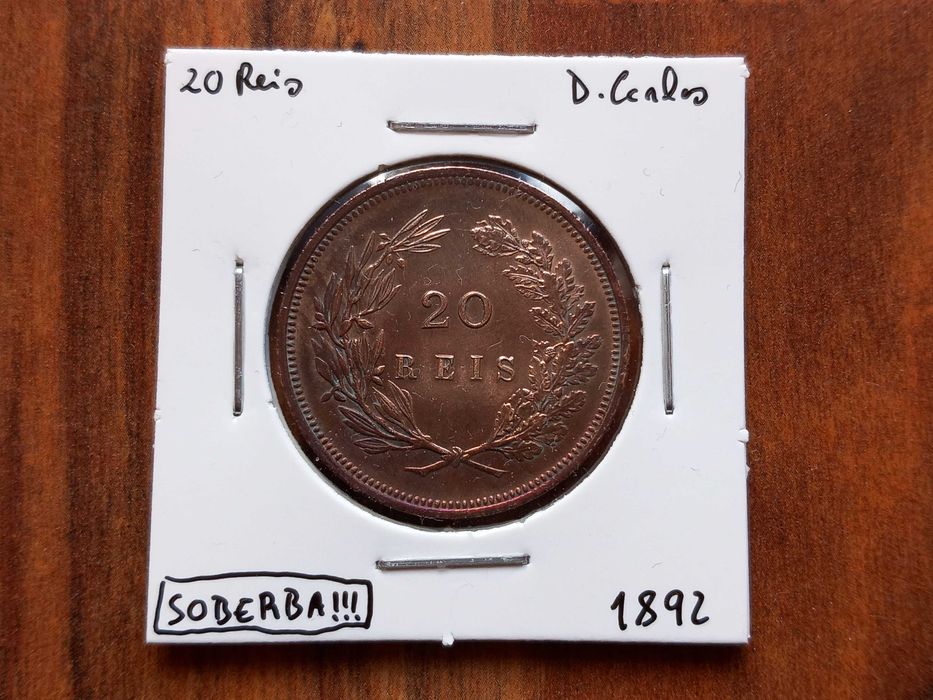 20 Reis
D. Carlos
20
REIS
SOBERBA!!!
1892